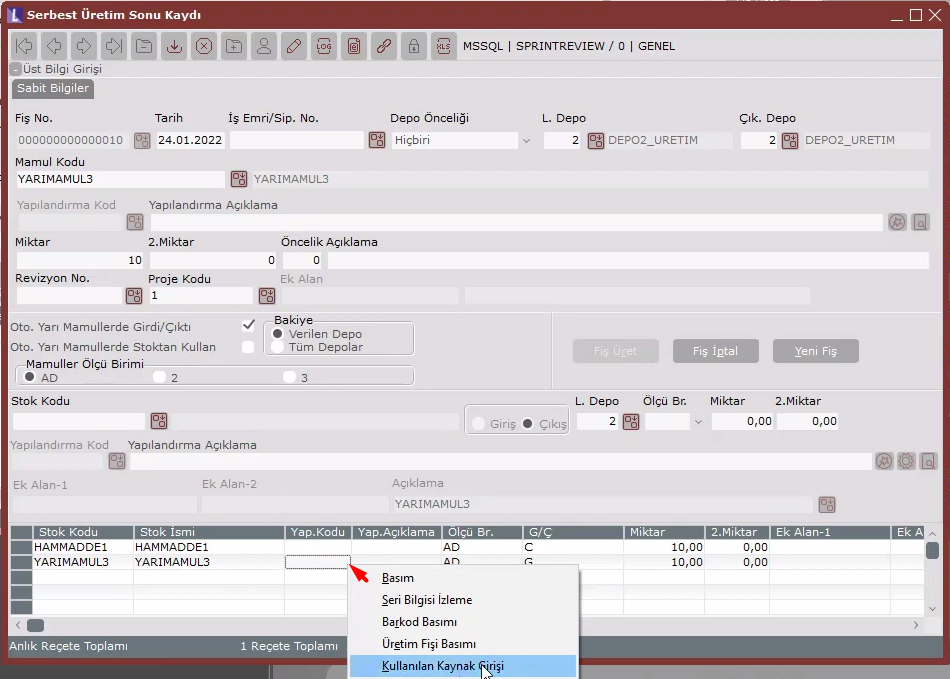 Serbest Üretim Sonu Kaydı
LOG XLS MSSQL | SPRINTREVIEW / 0 | GENEL
Üst Bilgi Girişi
Sabit Bilgiler
Fiş No. Tarih İş Emri/Sip. No. Depo Önceliği L. Depo Çık. Depo
000000000000010 24.01.2022 Hiçbiri 2 DEPO2_URETIM 2 DEPO2_URETIM
Mamul Kodu
YARIMAMUL3 YARIMAMUL3
Yapılandırma Kod Yapılandırma Açıklama
Miktar 2.Miktar Öncelik Açıklama
10 0 0
Revizyon No. Proje Kodu Ek Alan
1
Oto. Yarı Mamullerde Girdi/Çıktı
Oto. Yarı Mamullerde Stoktan Kullan
Bakiye
Verilen Depo
Tüm Depolar
Fiş Üret Fiş İptal Yeni Fiş
Mamuller Ölçü Birimi
AD 2 3
Stok Kodu L. Depo Ölçü Br. Miktar 2.Miktar
Giriş Çıkış 2 0,00 0,00
Yapılandırma Kod Yapılandırma Açıklama
Ek Alan-1 Ek Alan-2 Açıklama
YARIMAMUL3
Stok Kodu Stok İsmi Yap.Kodu Yap.Açıklama Ölçü Br. G/Ç Miktar 2.Miktar Ek Alan-1 Ek A
HAMMADDE1 HAMMADDE1 AD C 10,00 0,00
YARIMAMUL3 YARIMAMUL3 AD G 10,00 0,00
Basım
Seri Bilgisi İzleme
Barkod Basımı
Üretim Fişi Basımı
Kullanılan Kaynak Girişi
Anlık Reçete Toplamı 1 Reçete Toplamı